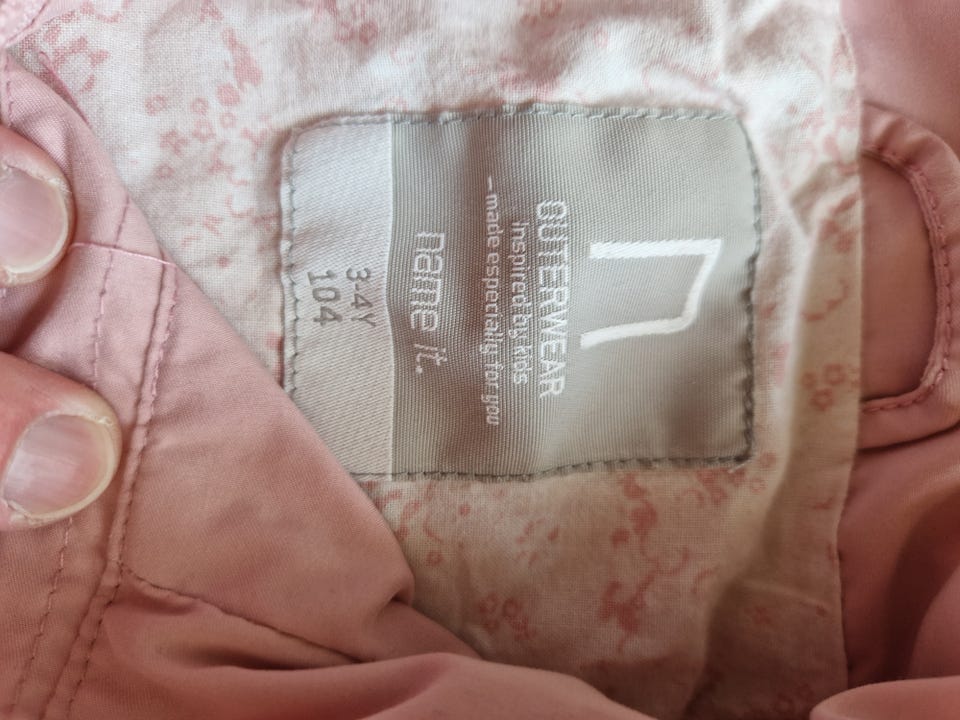 n
OUTERWEAR
inspired by kids
—made especially for you
name it.
3-4Y
104